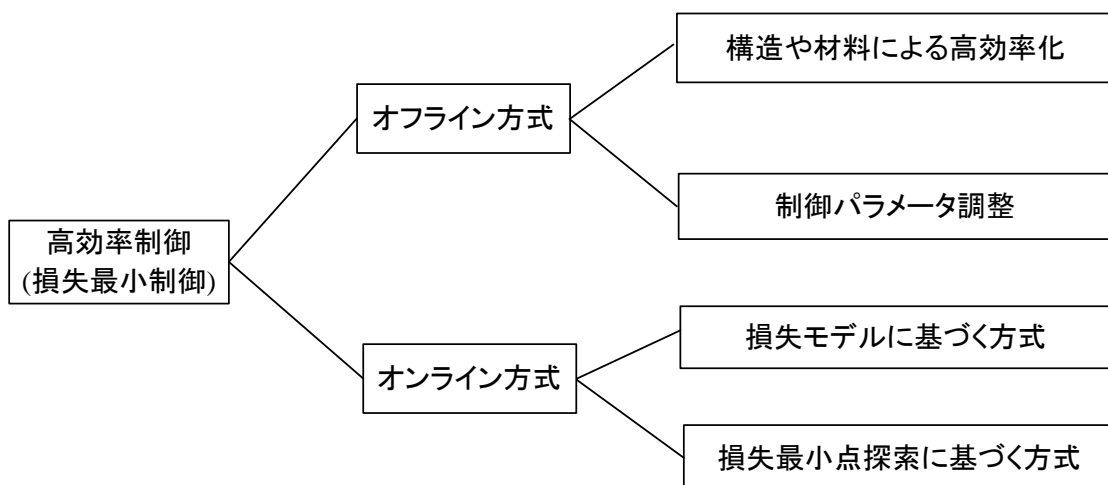 構造や材料による高効率化
オフライン方式
制御パラメータ調整
高効率制御
(損失最小制御)
損失モデルに基づく方式
オンライン方式
損失最小点探索に基づく方式